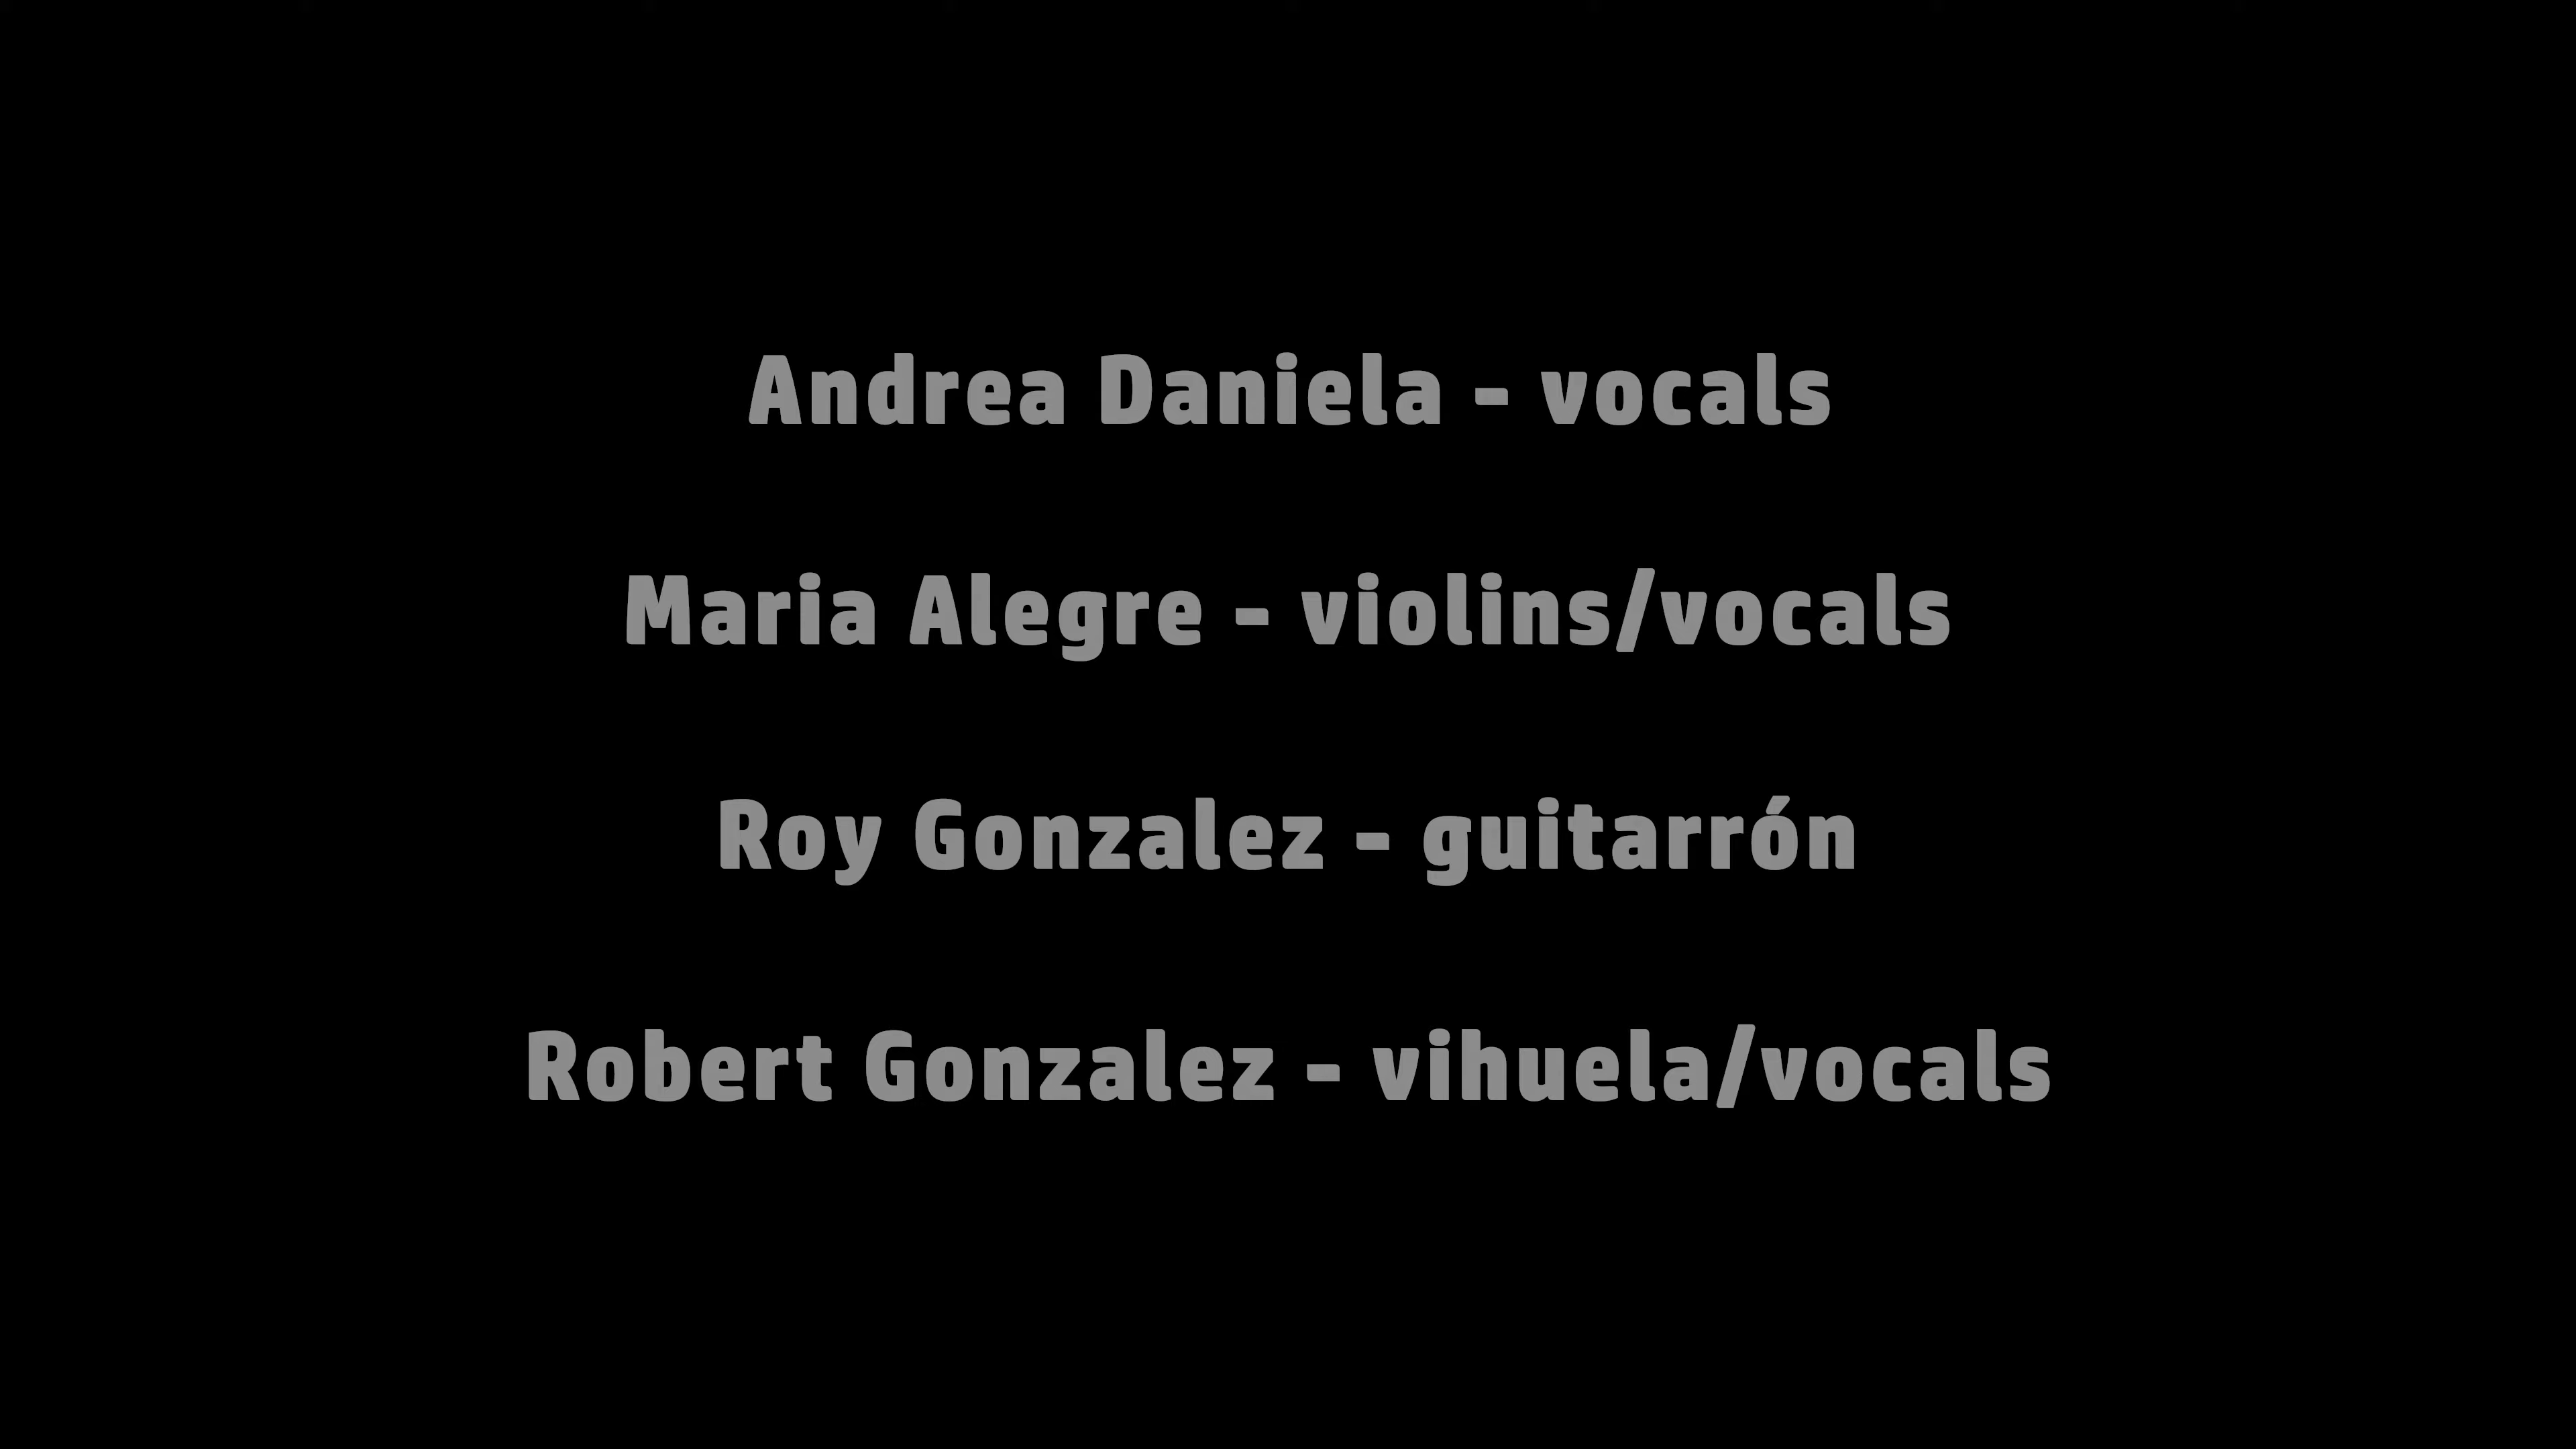 Andrea Daniela - vocals
Maria Alegre - violins/vocals
Roy Gonzalez - guitarrón
Robert Gonzalez - vihuela/vocals